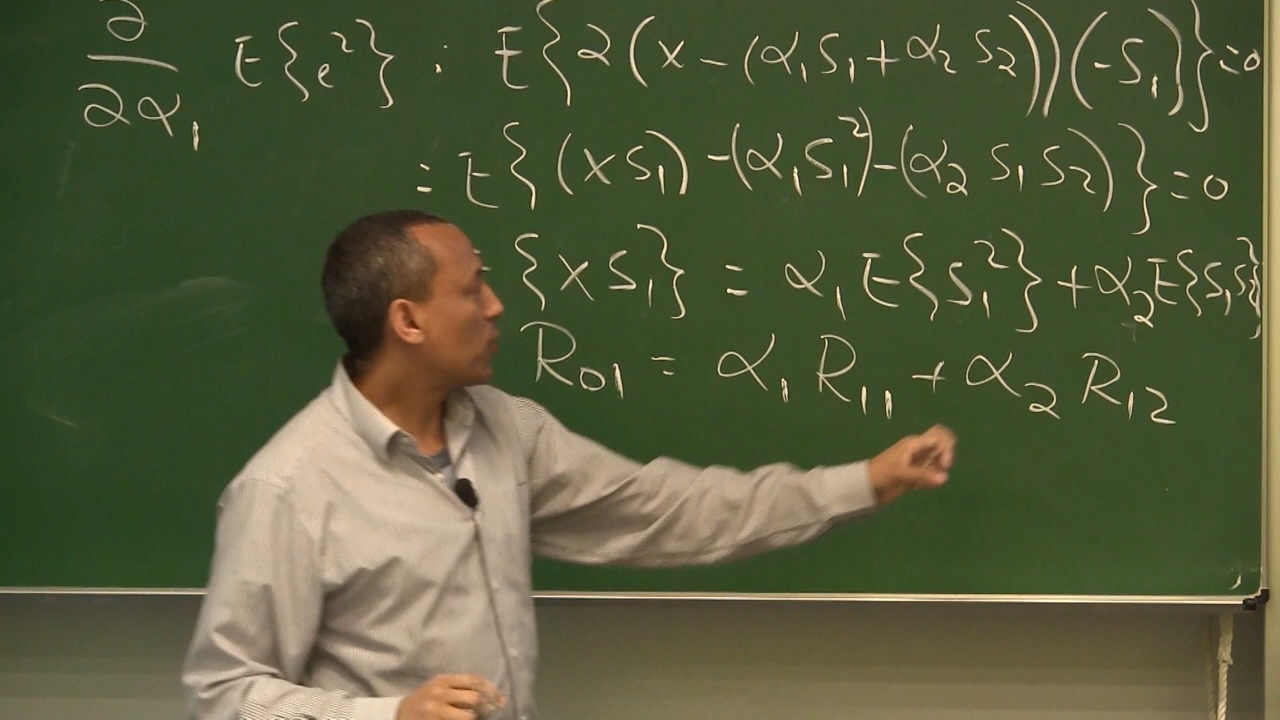 ∂/∂α₁ E{e²} : E{2(x-(α₁S₁+α₂S₂))(-S₁)}=0
= E{(xS₁)-(α₁S₁²)-(α₂S₁S₂)}=0
{xS₁} = α₁E{S₁²}+α₂E{S₁S₂}
R₀₁ = α₁R₁₁+α₂R₁₂